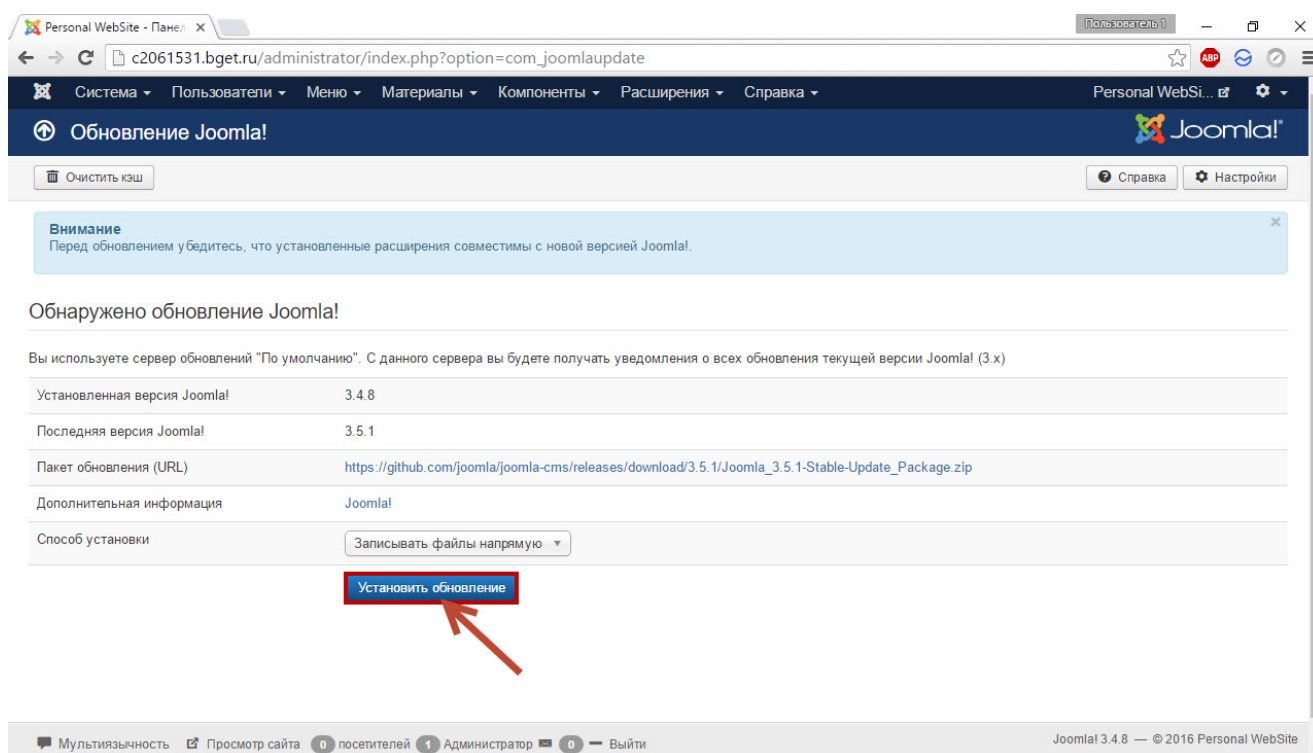 Personal WebSite - Панел
Пользователь 1
c2061531.bget.ru/administrator/index.php?option=com_joomlaupdate
ABP
Система Пользователи Меню Материалы Компоненты Расширения Справка Personal WebSi...
Обновление Joomla!
Joomla!®
Очистить кэш
Справка
Настройки
Внимание
Перед обновлением убедитесь, что установленные расширения совместимы с новой версией Joomla!.
Обнаружено обновление Joomla!
Вы используете сервер обновлений "По умолчанию". С данного сервера вы будете получать уведомления о всех обновления текущей версии Joomla! (3.x)
Установленная версия Joomla! 3.4.8
Последняя версия Joomla! 3.5.1
Пакет обновления (URL) https://github.com/joomla/joomla-cms/releases/download/3.5.1/Joomla_3.5.1-Stable-Update_Package.zip
Дополнительная информация Joomla!
Способ установки Записывать файлы напрямую
Установить обновление
Мультиязычность Просмотр сайта 0 посетителей 1 Администратор 0 Выйти
Joomla! 3.4.8 — © 2016 Personal WebSite